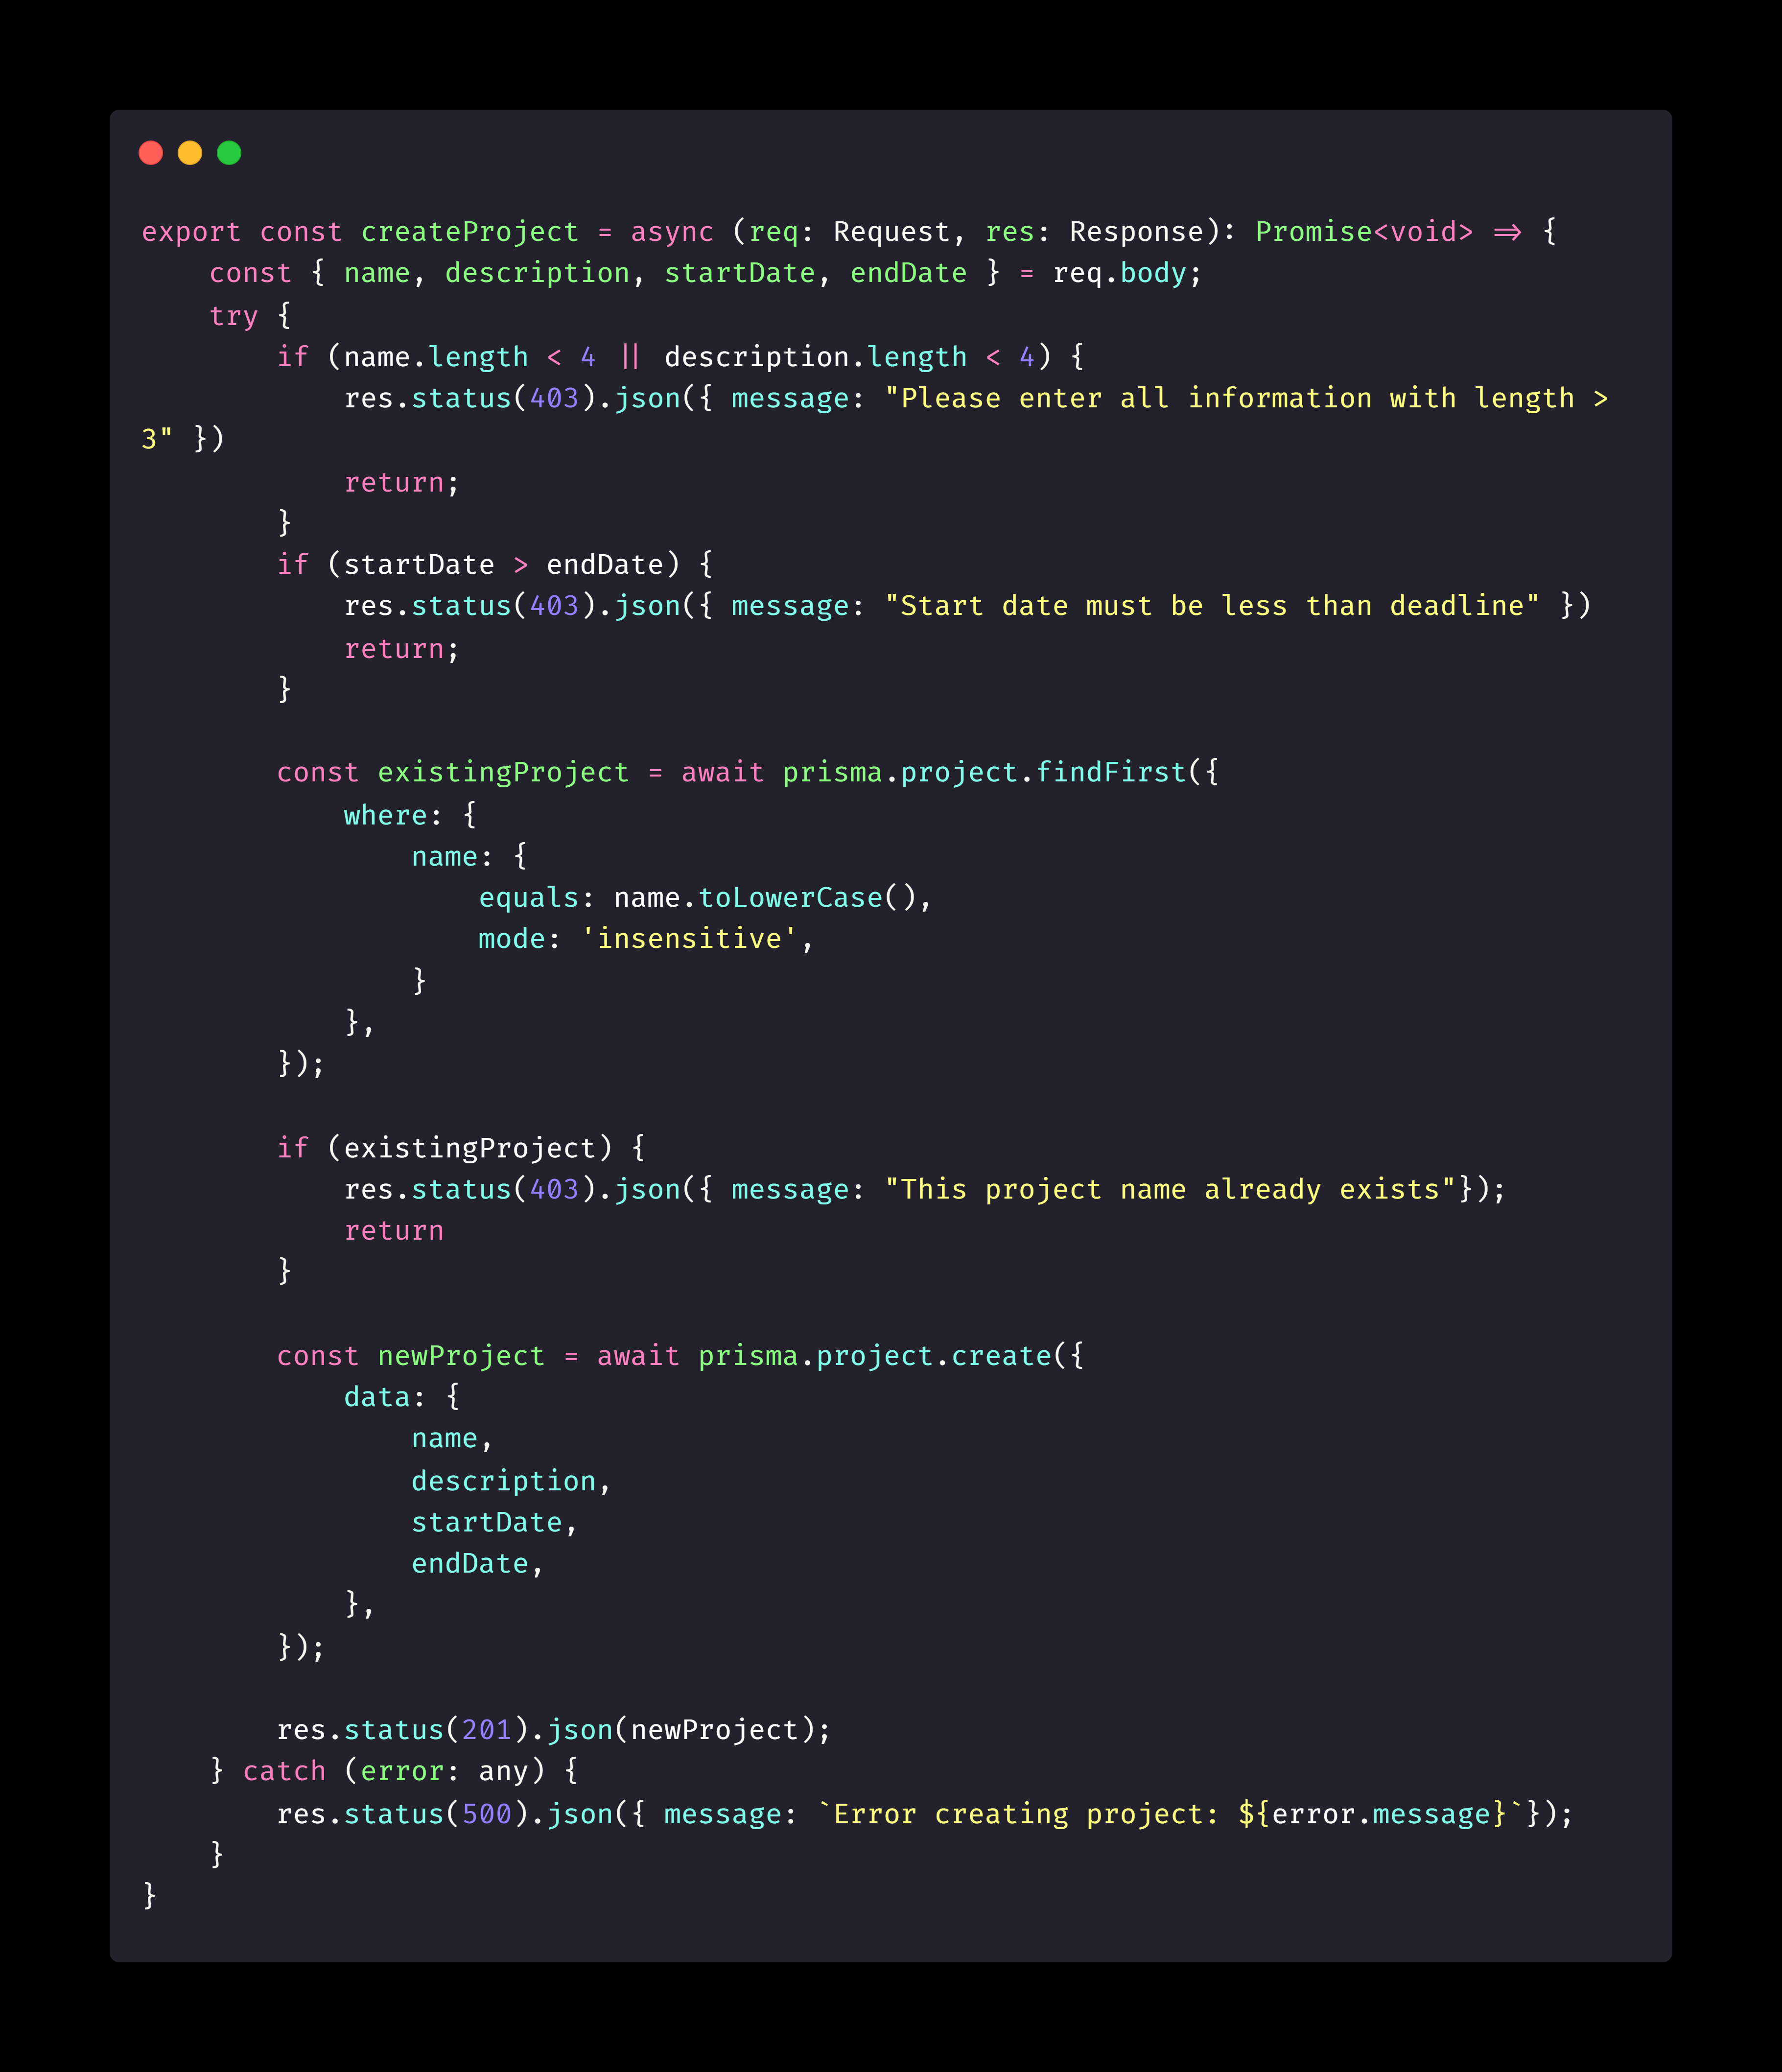 export const createProject = async (req: Request, res: Response): Promise<void> => {
    const { name, description, startDate, endDate } = req.body;
    try {
        if (name.length < 4 || description.length < 4) {
            res.status(403).json({ message: "Please enter all information with length >
3" })
            return;
        }
        if (startDate > endDate) {
            res.status(403).json({ message: "Start date must be less than deadline" })
            return;
        }

        const existingProject = await prisma.project.findFirst({
            where: {
                name: {
                    equals: name.toLowerCase(),
                    mode: 'insensitive',
                }
            },
        });

        if (existingProject) {
            res.status(403).json({ message: "This project name already exists"});
            return
        }

        const newProject = await prisma.project.create({
            data: {
                name,
                description,
                startDate,
                endDate,
            },
        });

        res.status(201).json(newProject);
    } catch (error: any) {
        res.status(500).json({ message: `Error creating project: ${error.message}`});
    }
}